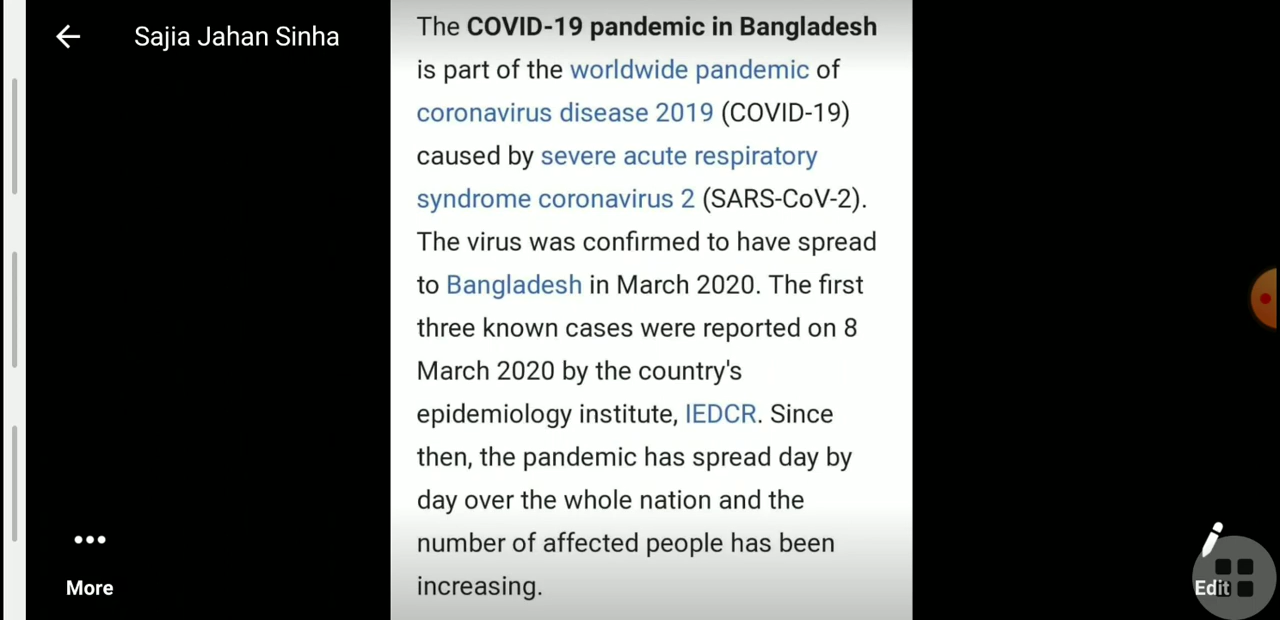 Sajia Jahan Sinha
The COVID-19 pandemic in Bangladesh
is part of the worldwide pandemic of
coronavirus disease 2019 (COVID-19)
caused by severe acute respiratory
syndrome coronavirus 2 (SARS-CoV-2).
The virus was confirmed to have spread
to Bangladesh in March 2020. The first
three known cases were reported on 8
March 2020 by the country's
epidemiology institute, IEDCR. Since
then, the pandemic has spread day by
day over the whole nation and the
number of affected people has been
increasing.
More
Edit